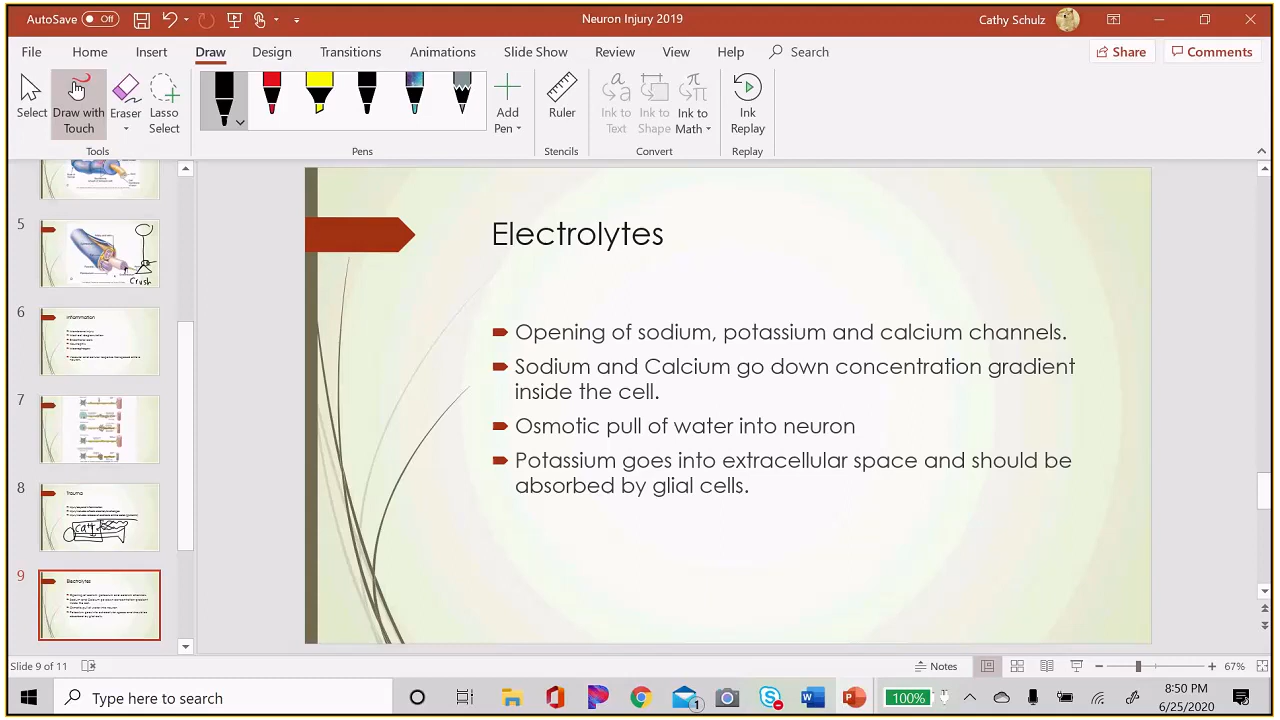 AutoSave Off
Neuron Injury 2019
Cathy Schulz
File Home Insert Draw Design Transitions Animations Slide Show Review View Help Search Share Comments
Select
Draw with
Touch
Eraser
Lasso
Select
Add
Pen
Ruler
Ink to
Text
Ink to
Shape
Ink to
Math
Ink
Replay
Tools Pens Stencils Convert Replay
5
Crush
6
Inflammation
7
8
Trauma
9
Electrolytes
Electrolytes
Opening of sodium, potassium and calcium channels.
Sodium and Calcium go down concentration gradient
inside the cell.
Osmotic pull of water into neuron
Potassium goes into extracellular space and should be
absorbed by glial cells.
Slide 9 of 11
Notes
67%
Type here to search
1
100%
8:50 PM
6/25/2020